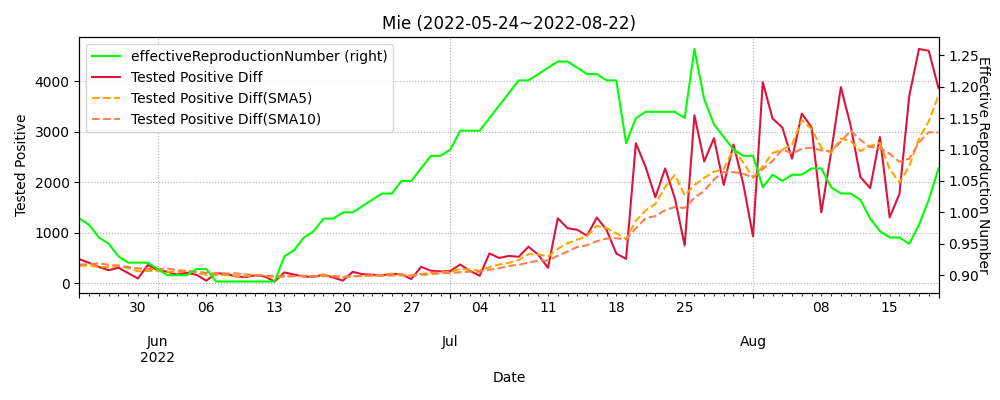 Mie (2022-05-24~2022-08-22)
effectiveReproductionNumber (right)
Tested Positive Diff
Tested Positive Diff(SMA5)
Tested Positive Diff(SMA10)
Tested Positive
4000
3000
2000
1000
0
Effective Reproduction Number
1.25
1.20
1.15
1.10
1.05
1.00
0.95
0.90
30 06 13 20 27 04 11 18 25 08 15
Jun Jul Aug
2022
Date